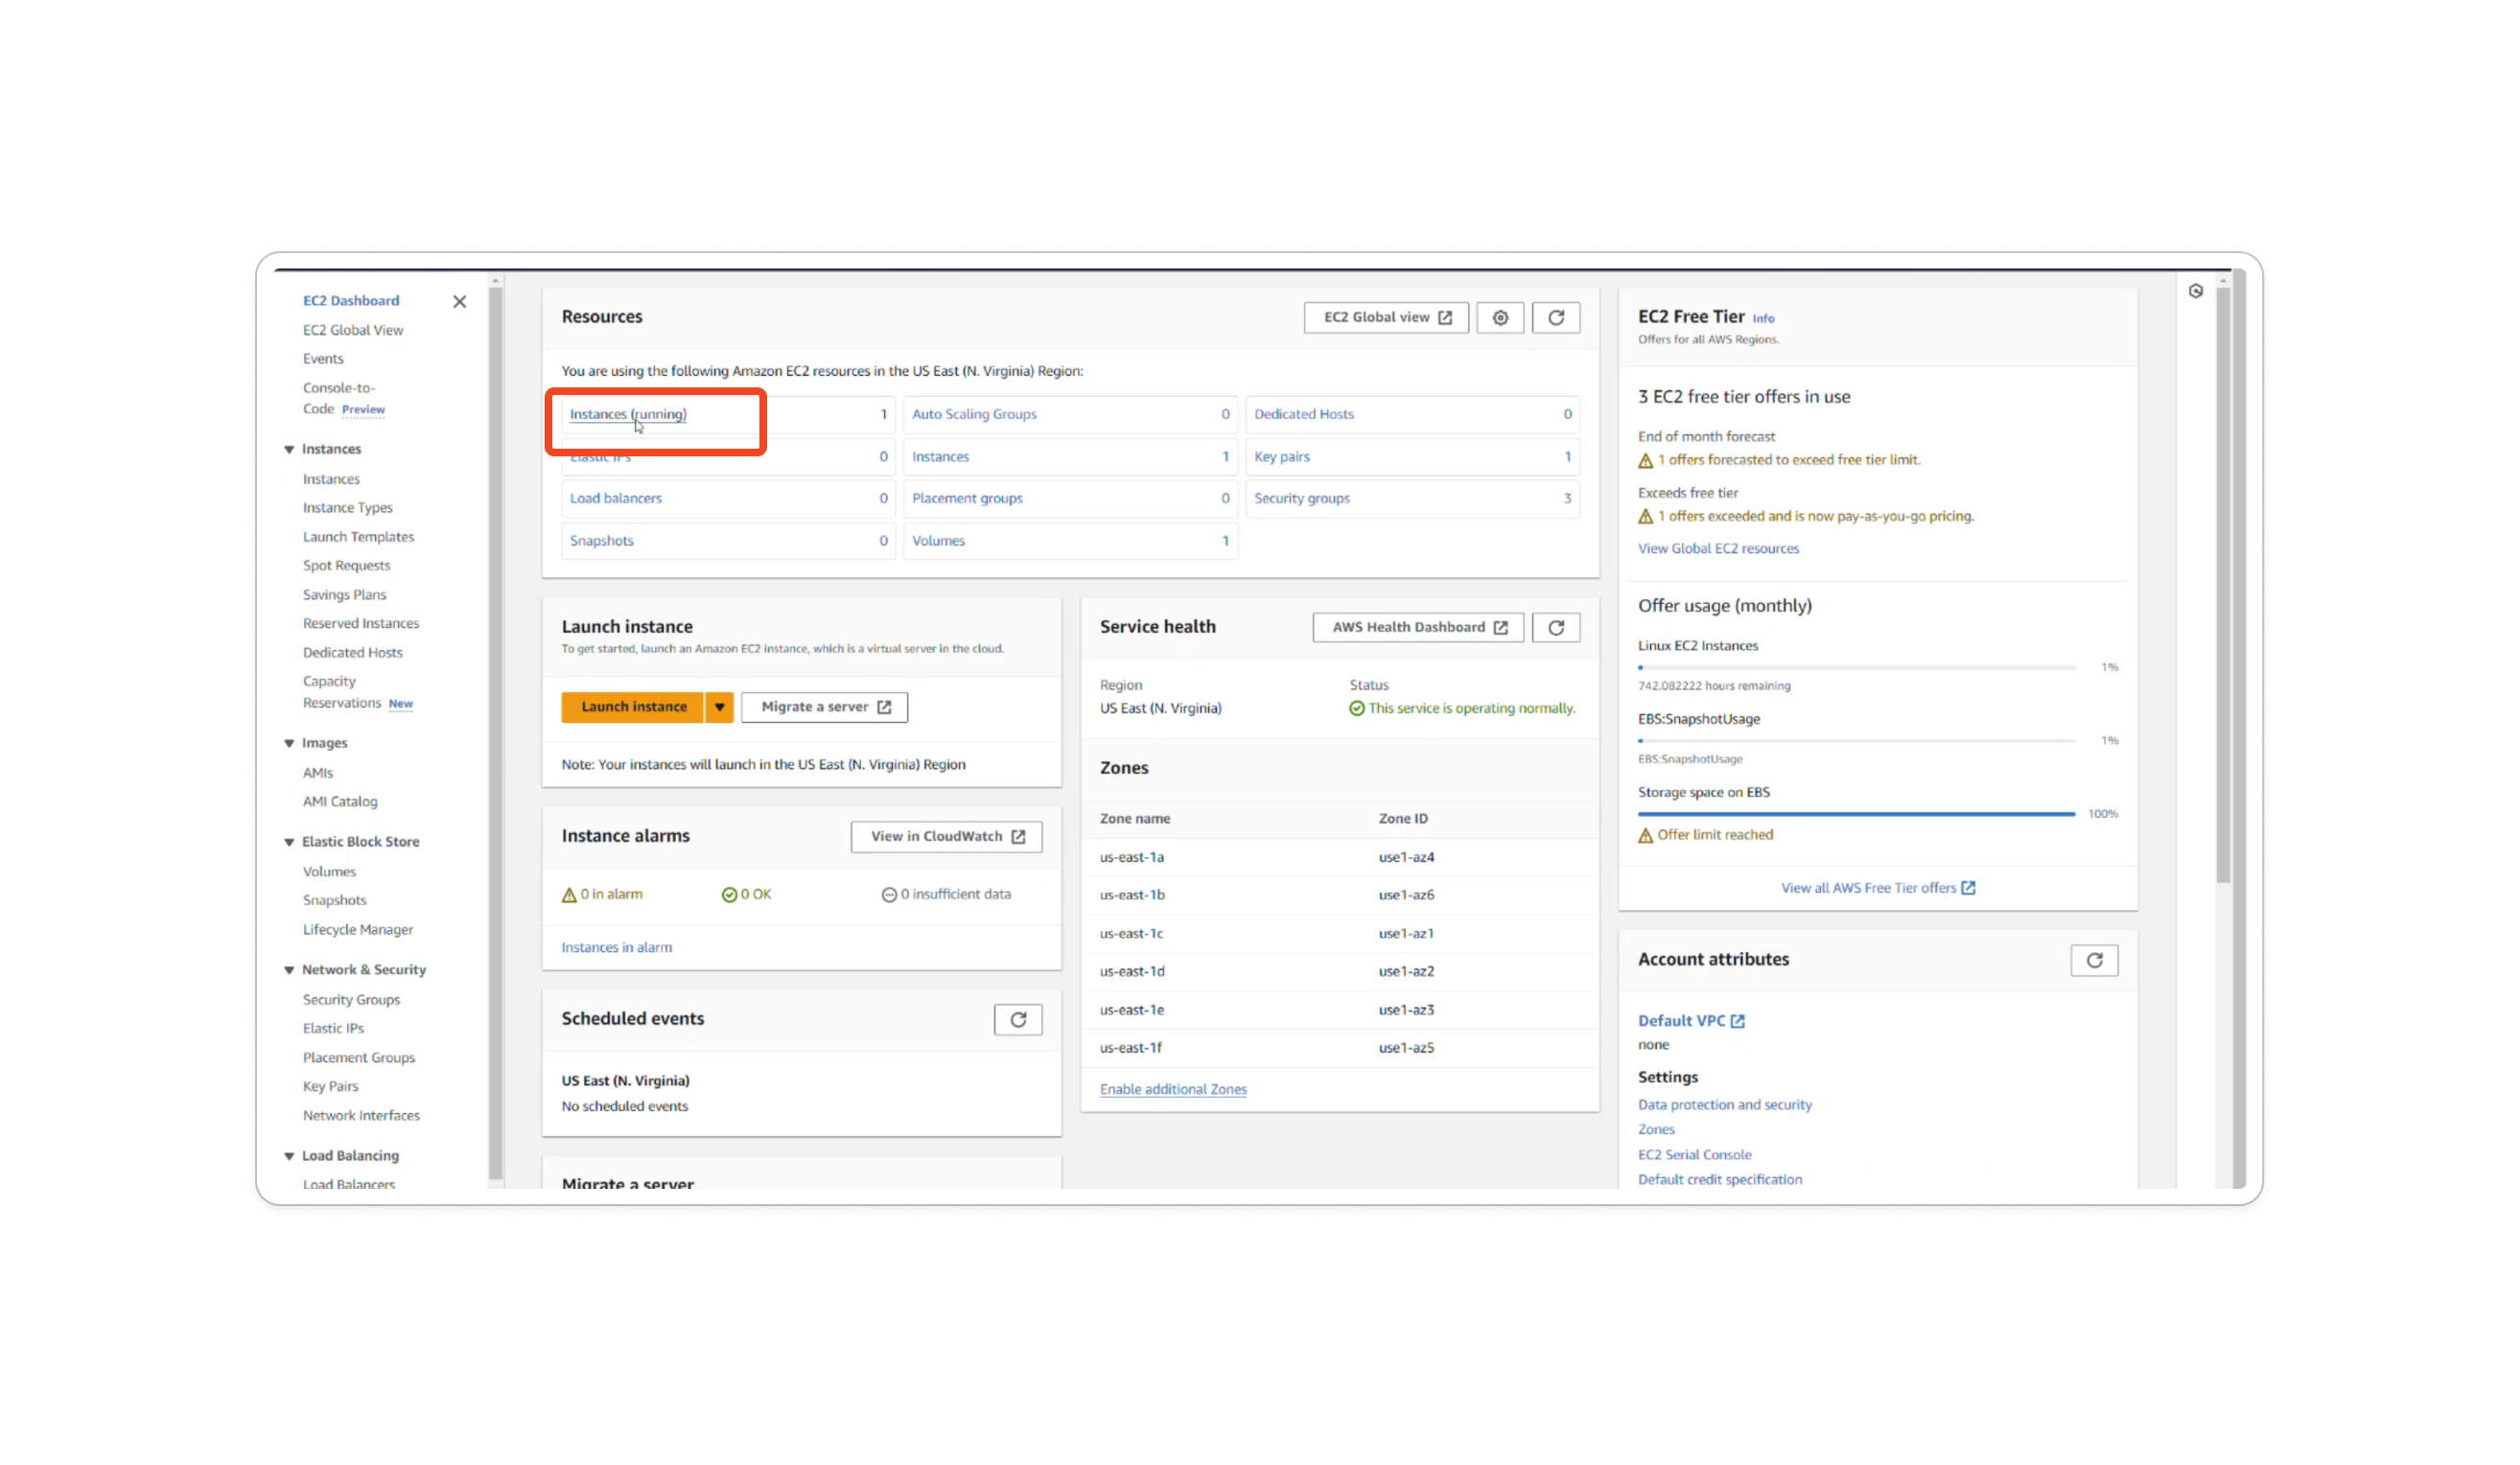 EC2 Dashboard
EC2 Global View
Events
Console-to-
Code Preview
Instances
Instances
Instance Types
Launch Templates
Spot Requests
Savings Plans
Reserved Instances
Dedicated Hosts
Capacity
Reservations New
Images
AMIs
AMI Catalog
Elastic Block Store
Volumes
Snapshots
Lifecycle Manager
Network & Security
Security Groups
Elastic IPs
Placement Groups
Key Pairs
Network Interfaces
Load Balancing
Load Balancers
Resources
EC2 Global view
You are using the following Amazon EC2 resources in the US East (N. Virginia) Region:
Instances (running) 1
Auto Scaling Groups 0
Dedicated Hosts 0
Elastic IPs 0
Instances 1
Key pairs 1
Load balancers 0
Placement groups 0
Security groups 3
Snapshots 0
Volumes 1
Launch instance
To get started, launch an Amazon EC2 instance, which is a virtual server in the cloud.
Launch instance
Migrate a server
Note: Your instances will launch in the US East (N. Virginia) Region
Instance alarms
View in CloudWatch
0 in alarm
0 OK
0 insufficient data
Instances in alarm
Scheduled events
US East (N. Virginia)
No scheduled events
Migrate a server
Service health
AWS Health Dashboard
Region
Status
US East (N. Virginia)
This service is operating normally.
Zones
Zone name
Zone ID
us-east-1a
use1-az4
us-east-1b
use1-az6
us-east-1c
use1-az1
us-east-1d
use1-az2
us-east-1e
use1-az3
us-east-1f
use1-az5
Enable additional Zones
EC2 Free Tier Info
Offers for all AWS Regions.
3 EC2 free tier offers in use
End of month forecast
1 offers forecasted to exceed free tier limit.
Exceeds free tier
1 offers exceeded and is now pay-as-you-go pricing.
View Global EC2 resources
Offer usage (monthly)
Linux EC2 Instances
1%
742.082222 hours remaining
EBS:SnapshotUsage
1%
EBS:SnapshotUsage
Storage space on EBS
100%
Offer limit reached
View all AWS Free Tier offers
Account attributes
Default VPC
none
Settings
Data protection and security
Zones
EC2 Serial Console
Default credit specification